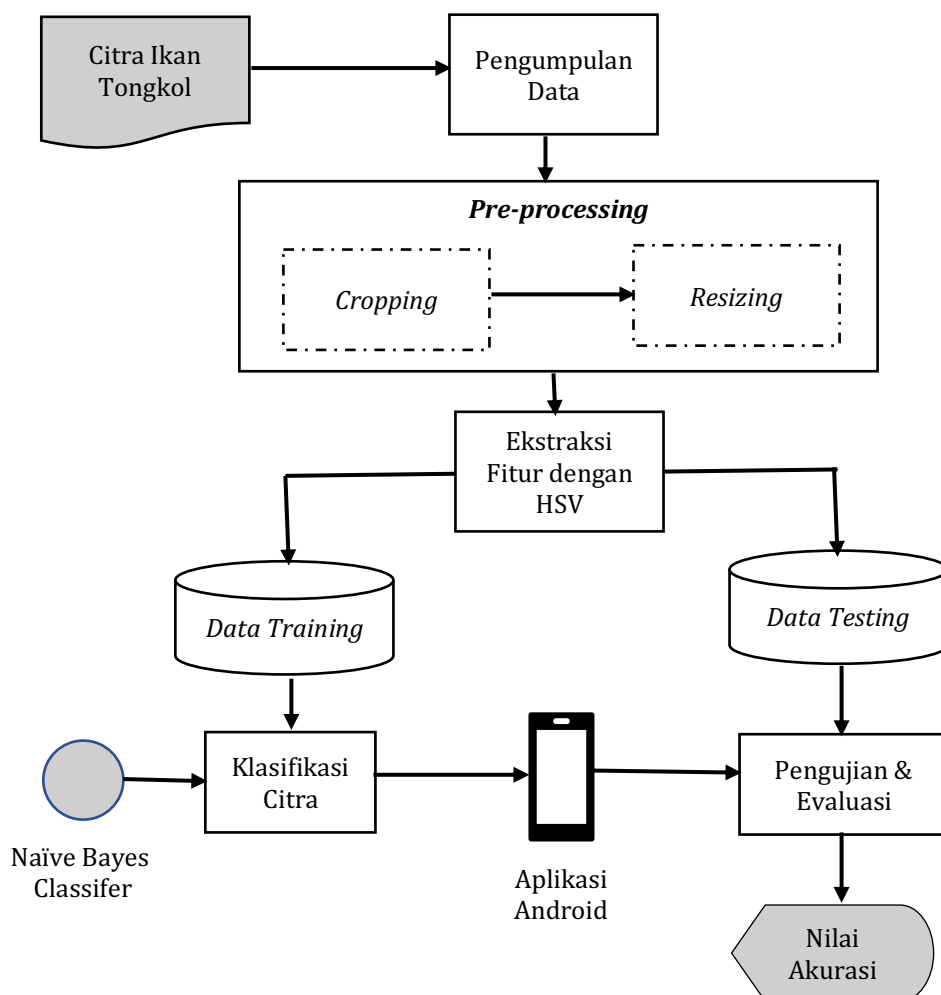 Citra Ikan
Tongkol
Pengumpulan
Data
Pre-processing
Cropping
Resizing
Ekstraksi
Fitur dengan
HSV
Data Training
Data Testing
Klasifikasi
Citra
Pengujian &
Evaluasi
Naïve Bayes
Classifer
Aplikasi
Android
Nilai
Akurasi